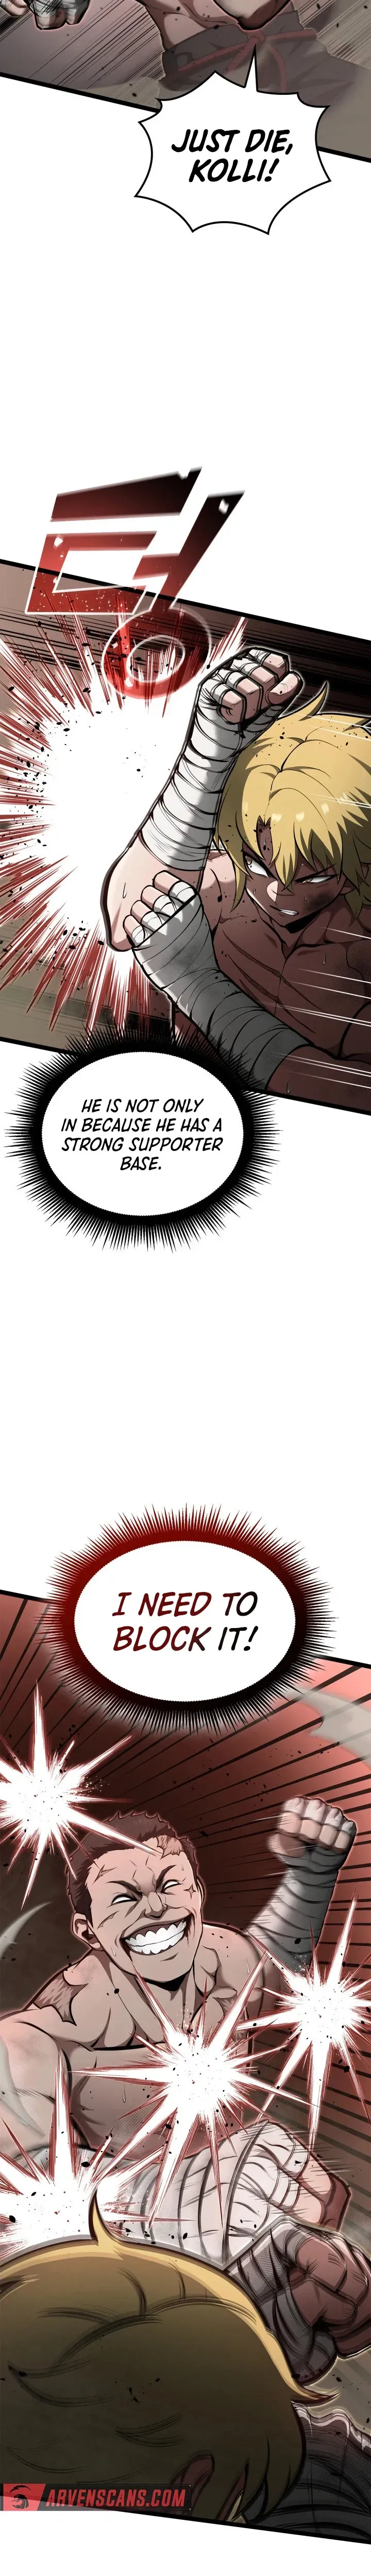 JUST DIE,
KOLLI!
HE IS NOT ONLY
IN BECAUSE HE HAS A
STRONG SUPPORTER
BASE.
I NEED TO
BLOCK IT!
ARVENSCANS.COM